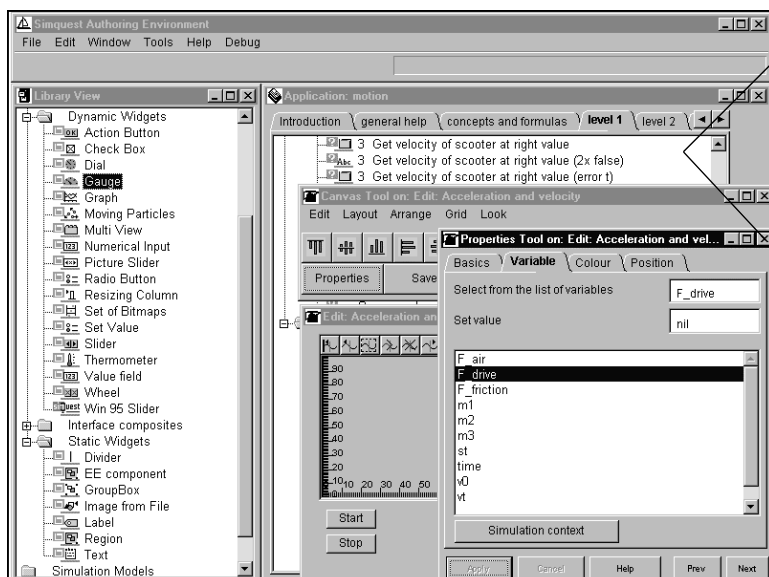 Simquest Authoring Environment
File Edit Window Tools Help Debug
Library View
Dynamic Widgets
Action Button
Check Box
Dial
Gauge
Graph
Moving Particles
Multi View
Numerical Input
Picture Slider
Radio Button
Resizing Column
Set of Bitmaps
Set Value
Slider
Thermometer
Value field
Wheel
Win 95 Slider
Interface composites
Static Widgets
Divider
EE component
GroupBox
Image from File
Label
Region
Text
Simulation Models
Application: motion
Introduction general help concepts and formulas level 1 level 2
3 Get velocity of scooter at right value
3 Get velocity of scooter at right value (2x false)
3 Get velocity of scooter at right value (error t)
Canvas Tool on: Edit: Acceleration and velocity
Edit Layout Arrange Grid Look
Properties Save
Edit: Acceleration an
90
80
70
60
50
40
30
20
10
10 20 30 40 50
Start
Stop
Properties Tool on: Edit: Acceleration and vel...
Basics Variable Colour Position
Select from the list of variables F_drive
Set value nil
F_air
F_drive
F_friction
m1
m2
m3
st
time
v0
vt
Simulation context
Apply Cancel Help Prev Next